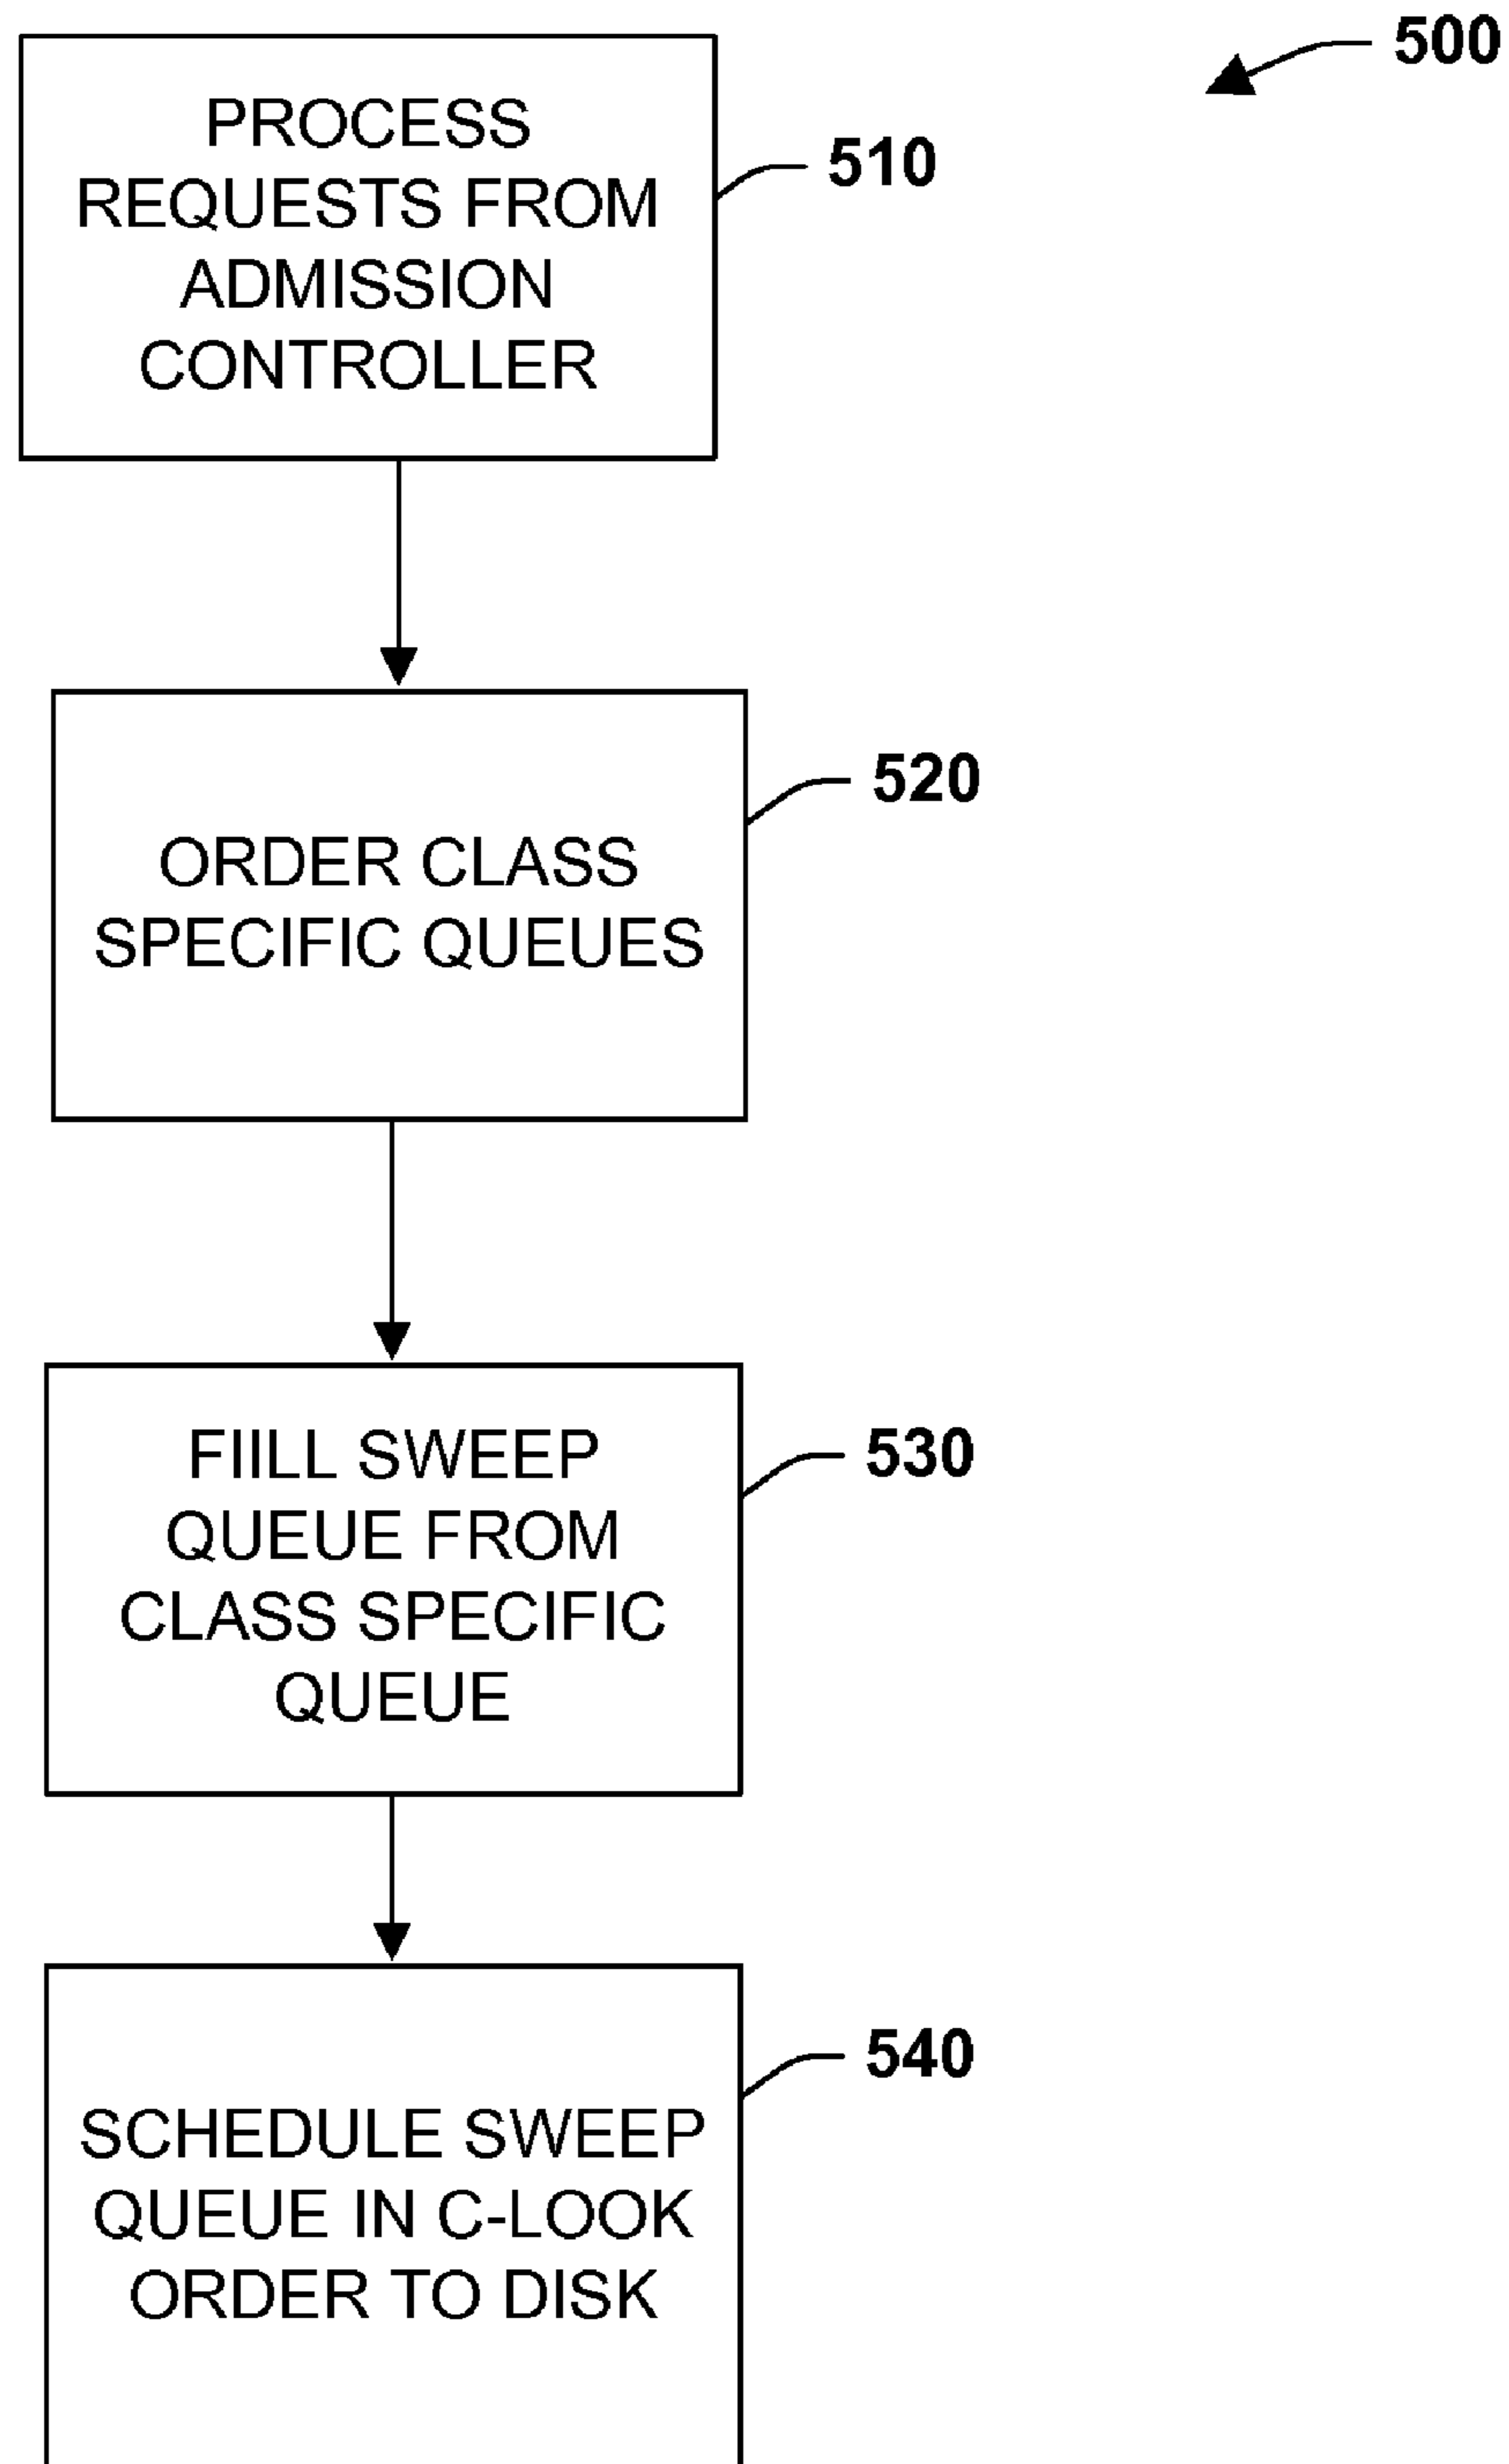 500
PROCESS
REQUESTS FROM
ADMISSION
CONTROLLER
510
ORDER CLASS
SPECIFIC QUEUES
520
FIILL SWEEP
QUEUE FROM
CLASS SPECIFIC
QUEUE
530
SCHEDULE SWEEP
QUEUE IN C-LOOK
ORDER TO DISK
540